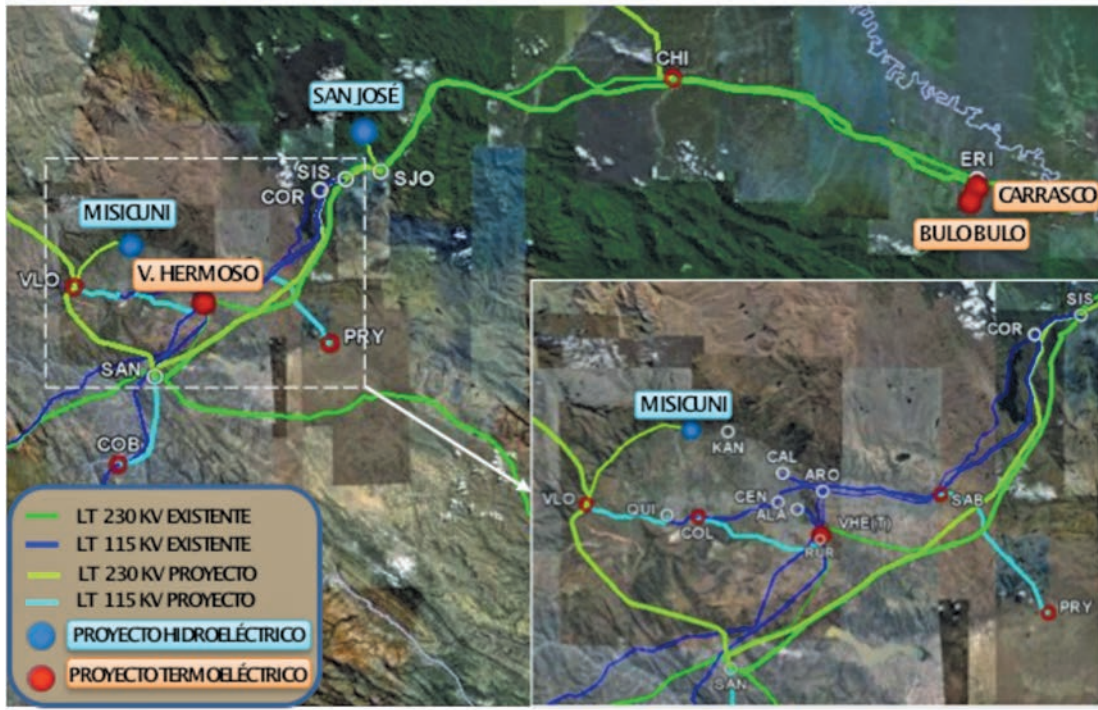 CHI
SAN JOSÉ
ERI
SIS
SJO
COR
CARRASCO
MISICUNI
BULO BULO
V. HERMOSO
VLO
PRY
SAN
COB
SIS
COR
MISICUNI
KAN
CAL
ARO
VLO
CEN
SAB
QUI
ALA
COL
VHE(T)
RUR
PRY
SAN
LT 230 KV EXISTENTE
LT 115 KV EXISTENTE
LT 230 KV PROYECTO
LT 115 KV PROYECTO
PROYECTO HIDROELÉCTRICO
PROYECTO TERMOELÉCTRICO